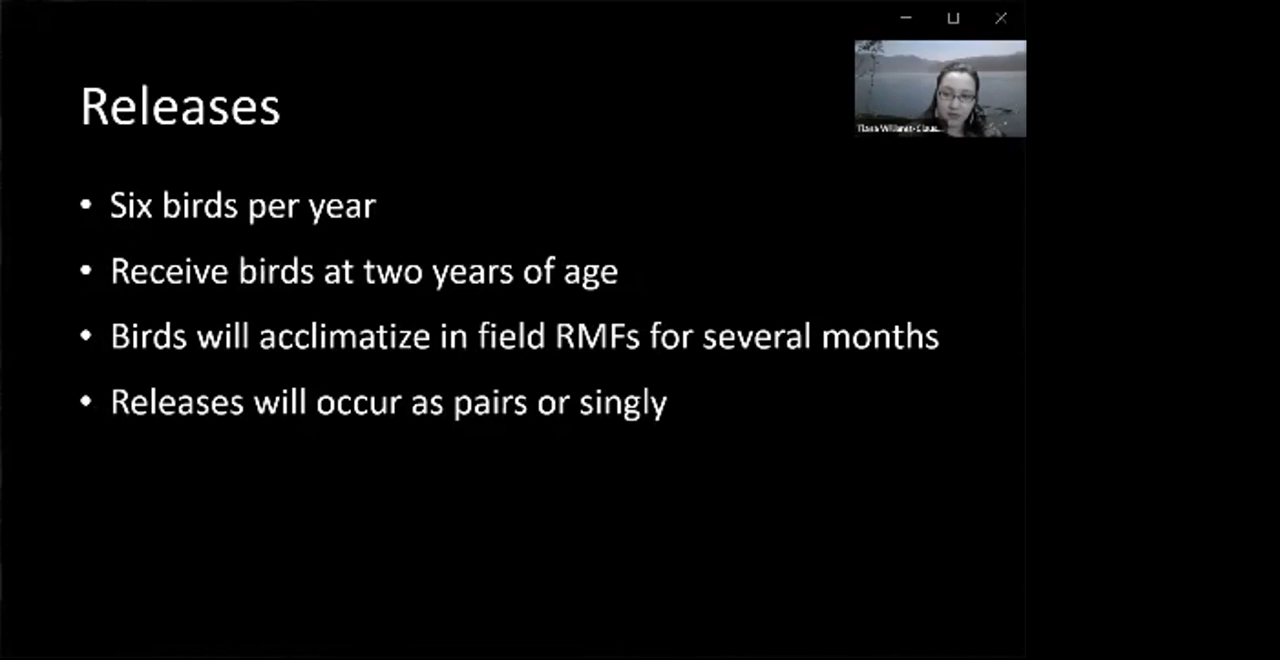 Releases
• Six birds per year
• Receive birds at two years of age
• Birds will acclimatize in field RMFs for several months
• Releases will occur as pairs or singly